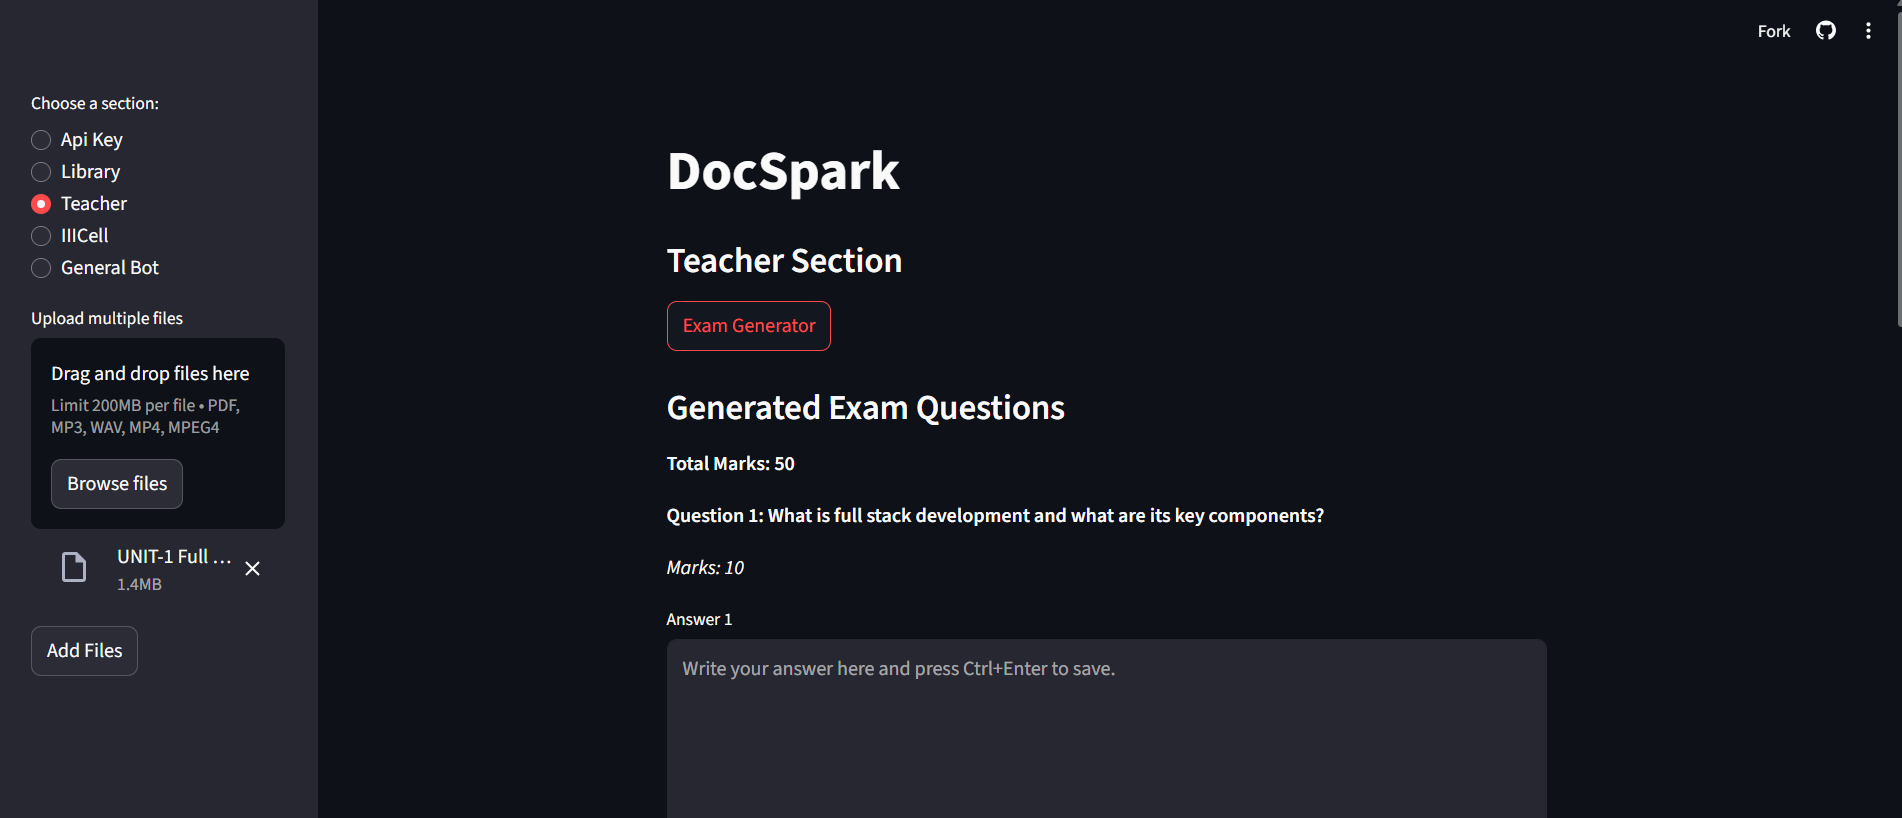 Fork
Choose a section:
Api Key
Library
Teacher
IIICell
General Bot
Upload multiple files
Drag and drop files here
Limit 200MB per file • PDF,
MP3, WAV, MP4, MPEG4
Browse files
UNIT-1 Full ...
1.4MB
Add Files
DocSpark
Teacher Section
Exam Generator
Generated Exam Questions
Total Marks: 50
Question 1: What is full stack development and what are its key components?
Marks: 10
Answer 1
Write your answer here and press Ctrl+Enter to save.